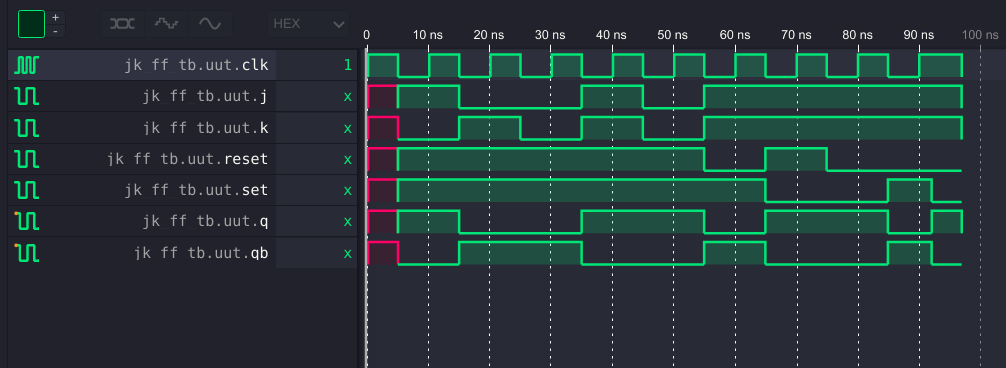 +
-
HEX
0 10 ns 20 ns 30 ns 40 ns 50 ns 60 ns 70 ns 80 ns 90 ns 100 ns
jk ff tb.uut.clk 1
jk ff tb.uut.j x
jk ff tb.uut.k x
jk ff tb.uut.reset x
jk ff tb.uut.set x
jk ff tb.uut.q x
jk ff tb.uut.qb x